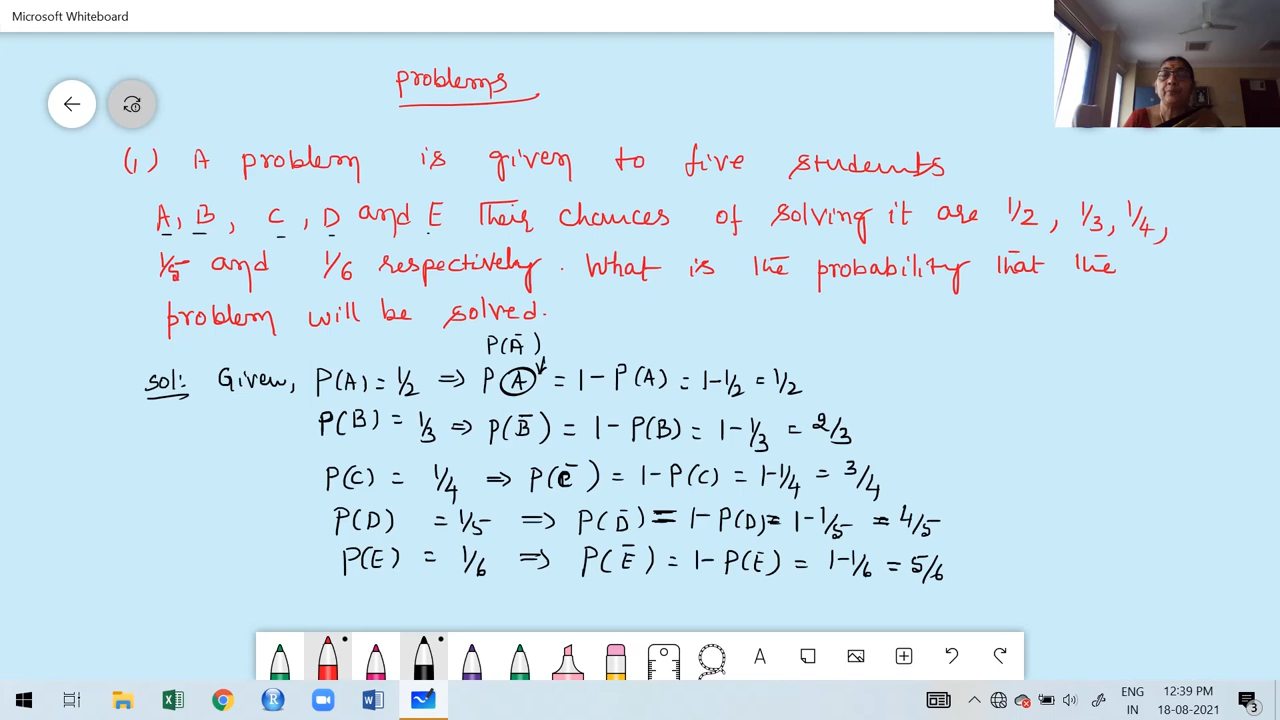 Microsoft Whiteboard
problems
(1) A problem is given to five students
A, B, C, D and E Their chances of solving it are 1/2, 1/3, 1/4,
1/5 and 1/6 respectively. What is the probability that the
problem will be solved.
P(Ā)
Sol: Given, P(A) = 1/2 ⇒ P(A) = 1 - P(A) = 1-1/2 = 1/2
P(B) = 1/3 ⇒ P(B̄) = 1 - P(B) = 1 - 1/3 = 2/3
P(C) = 1/4 ⇒ P(C̄) = 1 - P(C) = 1-1/4 = 3/4
P(D) = 1/5 ⇒ P(D̄) = 1- P(D) = 1-1/5 = 4/5
P(E) = 1/6 ⇒ P(Ē) = 1- P(E) = 1-1/6 = 5/6
A
ENG
IN
12:39 PM
18-08-2021
3